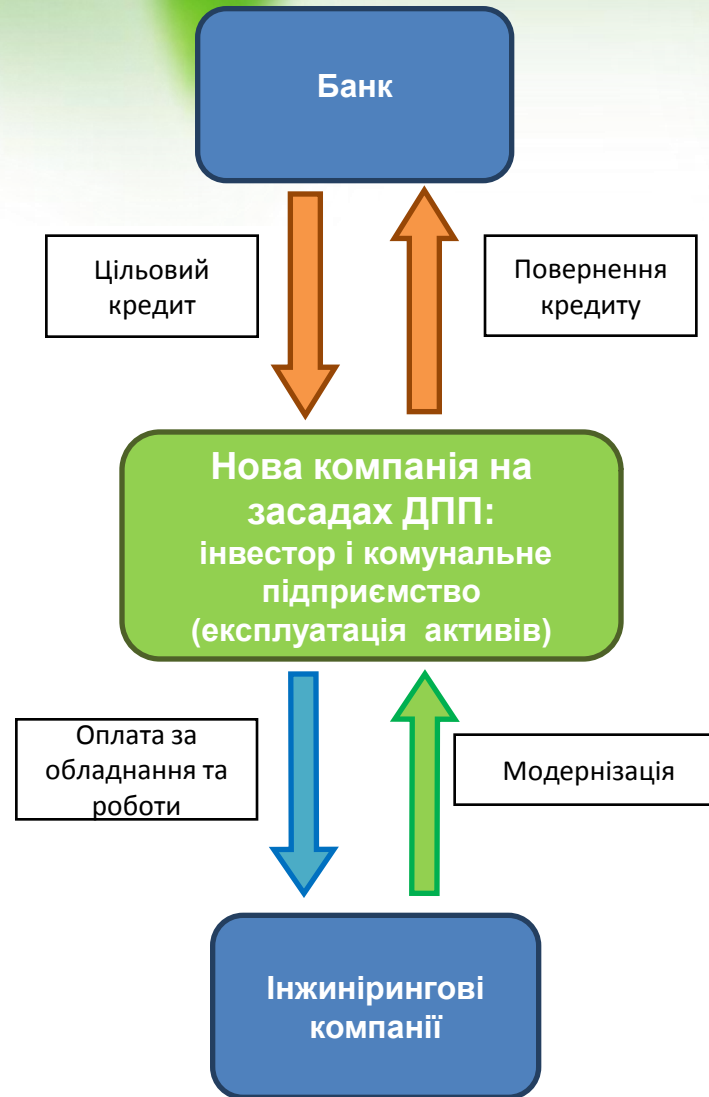 Банк
Цільовий
кредит
Повернення
кредиту
Нова компанія на
засадах ДПП:
інвестор і комунальне
підприємство
(експлуатація активів)
Оплата за
обладнання та
роботи
Модернізація
Інжинірингові
компанії